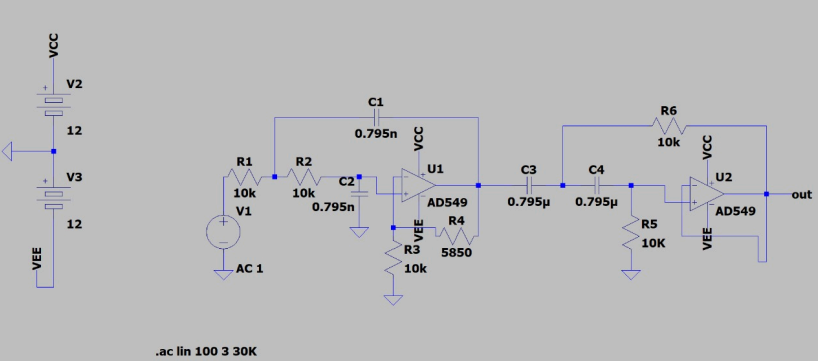 VCC
V2
12
V3
12
VEE
V1
AC 1
R1
10k
R2
10k
C1
0.795n
C2
0.795n
VCC
U1
AD549
VEE
R4
5850
R3
10k
C3
0.795µ
C4
0.795µ
R6
10k
R5
10K
VCC
U2
AD549
VEE
out
.ac lin 100 3 30K